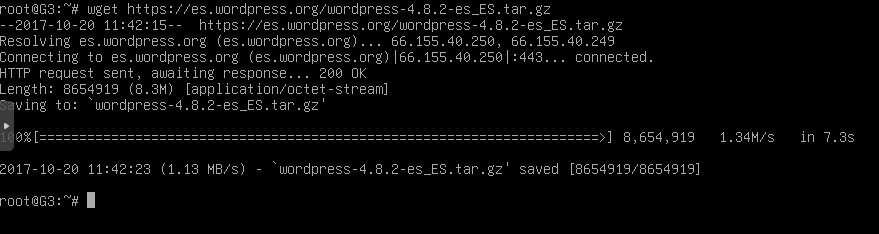 root@G3:~# wget https://es.wordpress.org/wordpress-4.8.2-es_ES.tar.gz
--2017-10-20 11:42:15--  https://es.wordpress.org/wordpress-4.8.2-es_ES.tar.gz
Resolving es.wordpress.org (es.wordpress.org)... 66.155.40.250, 66.155.40.249
Connecting to es.wordpress.org (es.wordpress.org)|66.155.40.250|:443... connected.
HTTP request sent, awaiting response... 200 OK
Length: 8654919 (8.3M) [application/octet-stream]
Saving to: `wordpress-4.8.2-es_ES.tar.gz'
100%[======================================================================>] 8,654,919   1.34M/s   in 7.3s
2017-10-20 11:42:23 (1.13 MB/s) - `wordpress-4.8.2-es_ES.tar.gz' saved [8654919/8654919]
root@G3:~#